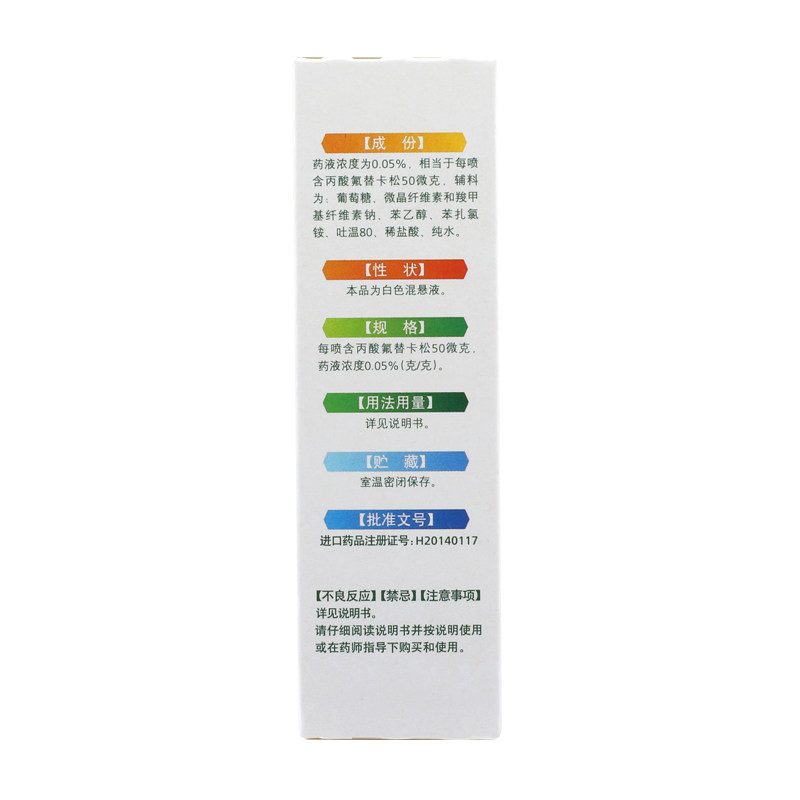 【成 份】
药液浓度为0.05%，相当于每喷
含丙酸氟替卡松50微克，辅料
为：葡萄糖、微晶纤维素和羧甲
基纤维素钠、苯乙醇、苯扎氯
铵、吐温80、稀盐酸、纯水。
【性 状】
本品为白色混悬液。
【规 格】
每喷含丙酸氟替卡松50微克，
药液浓度0.05%(克/克)。
【用法用量】
详见说明书。
【贮 藏】
室温密闭保存。
【批准文号】
进口药品注册证号：H20140117
【不良反应】【禁忌】【注意事项】
详见说明书。
请仔细阅读说明书并按说明使用
或在药师指导下购买和使用。